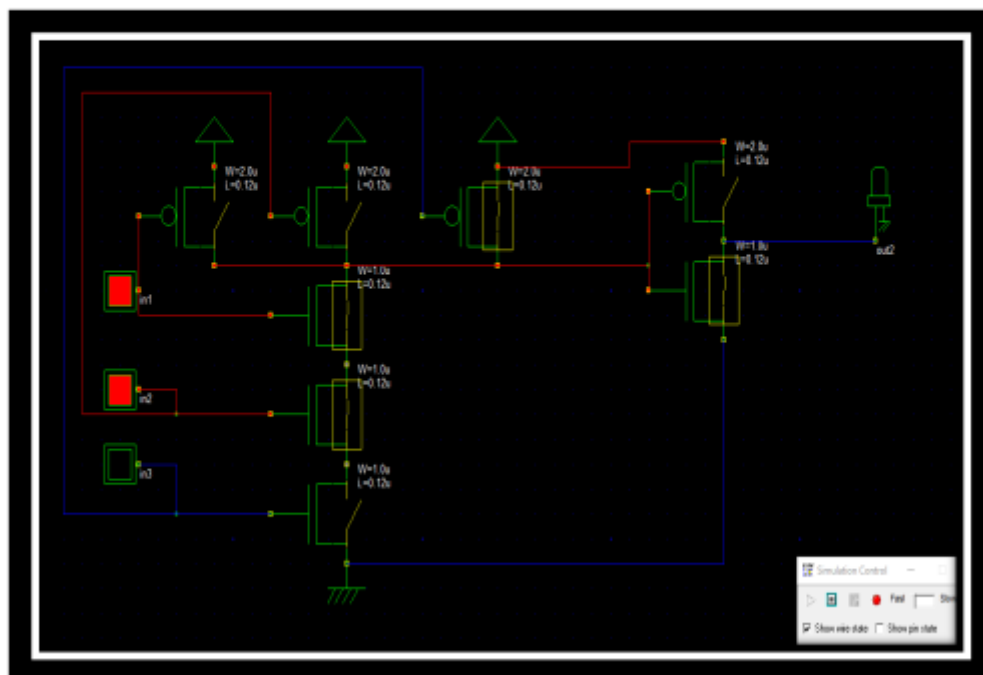 W=2.0u
L=0.12u
W=2.0u
L=0.12u
W=2.0u
L=0.12u
W=2.0u
L=0.12u
out2
W=1.0u
L=0.12u
W=1.0u
L=0.12u
in1
W=1.0u
L=0.12u
in2
W=1.0u
L=0.12u
in3
Simulation Control
Fast
Show wire state Show pin state